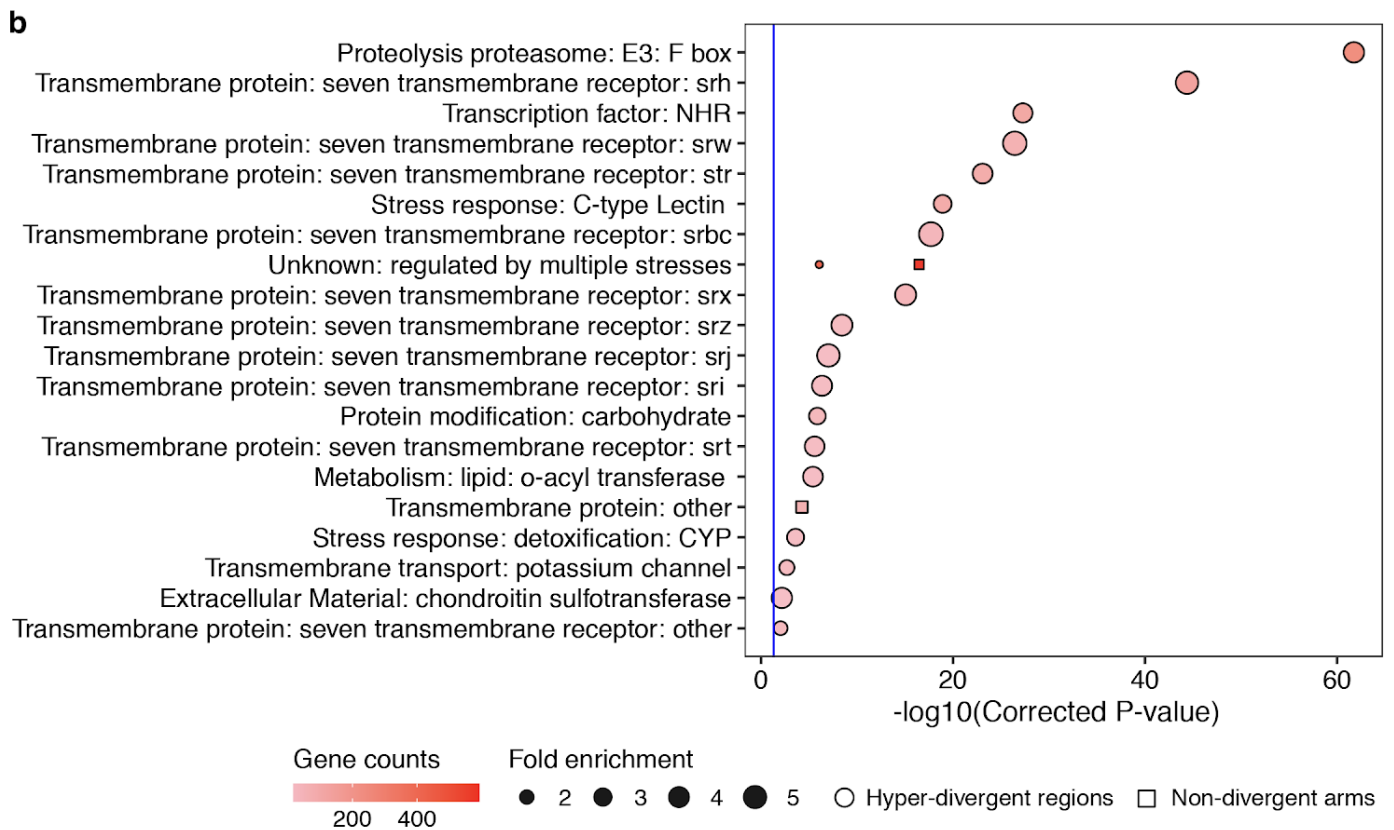 b
Proteolysis proteasome: E3: F box
Transmembrane protein: seven transmembrane receptor: srh
Transcription factor: NHR
Transmembrane protein: seven transmembrane receptor: srw
Transmembrane protein: seven transmembrane receptor: str
Stress response: C-type Lectin
Transmembrane protein: seven transmembrane receptor: srbc
Unknown: regulated by multiple stresses
Transmembrane protein: seven transmembrane receptor: srx
Transmembrane protein: seven transmembrane receptor: srz
Transmembrane protein: seven transmembrane receptor: srj
Transmembrane protein: seven transmembrane receptor: sri
Protein modification: carbohydrate
Transmembrane protein: seven transmembrane receptor: srt
Metabolism: lipid: o-acyl transferase
Transmembrane protein: other
Stress response: detoxification: CYP
Transmembrane transport: potassium channel
Extracellular Material: chondroitin sulfotransferase
Transmembrane protein: seven transmembrane receptor: other
0 20 40 60
-log10(Corrected P-value)
Gene counts Fold enrichment
2 3 4 5 Hyper-divergent regions Non-divergent arms
200 400